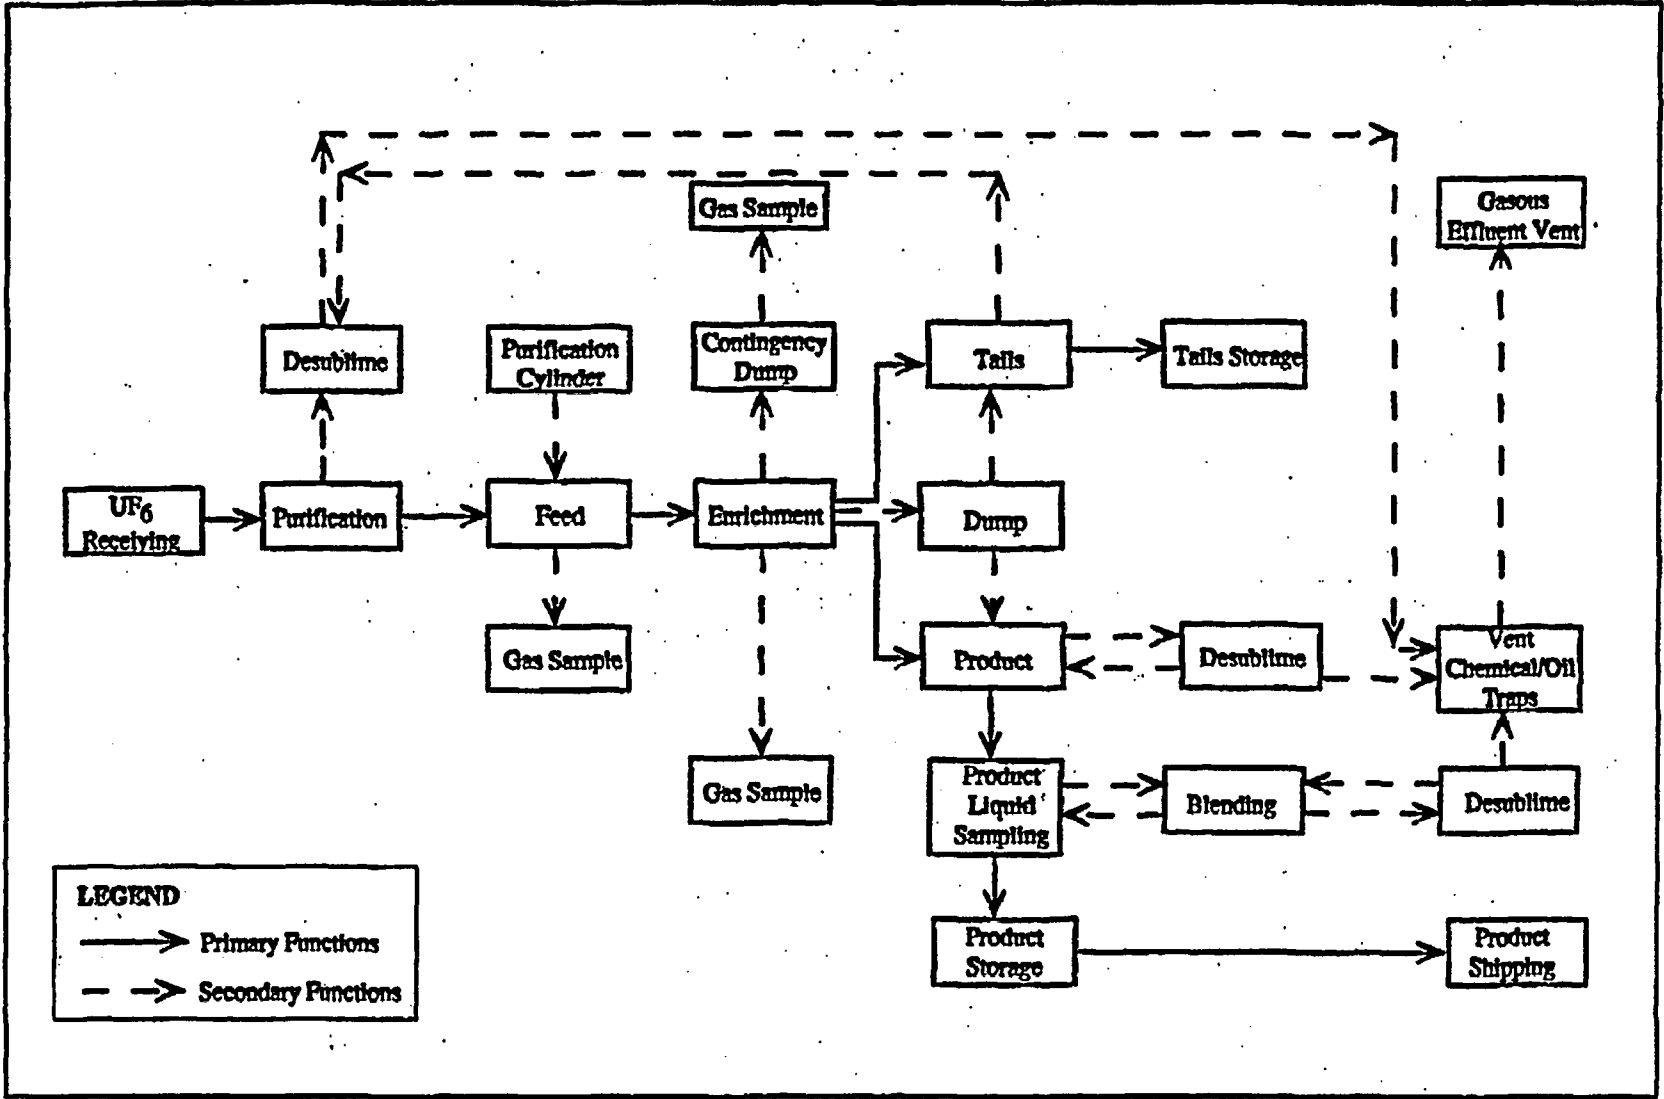 Gas Sample
Gasous
Effluent Vent
Desublime
Purification
Cylinder
Contingency
Dump
Tails
Tails Storage
UF6
Receiving
Purification
Feed
Enrichment
Dump
Gas Sample
Product
Desublime
Vent
Chemical/Oil
Traps
Gas Sample
Product
Liquid
Sampling
Blending
Desublime
LEGEND
Primary Functions
Secondary Functions
Product
Storage
Product
Shipping